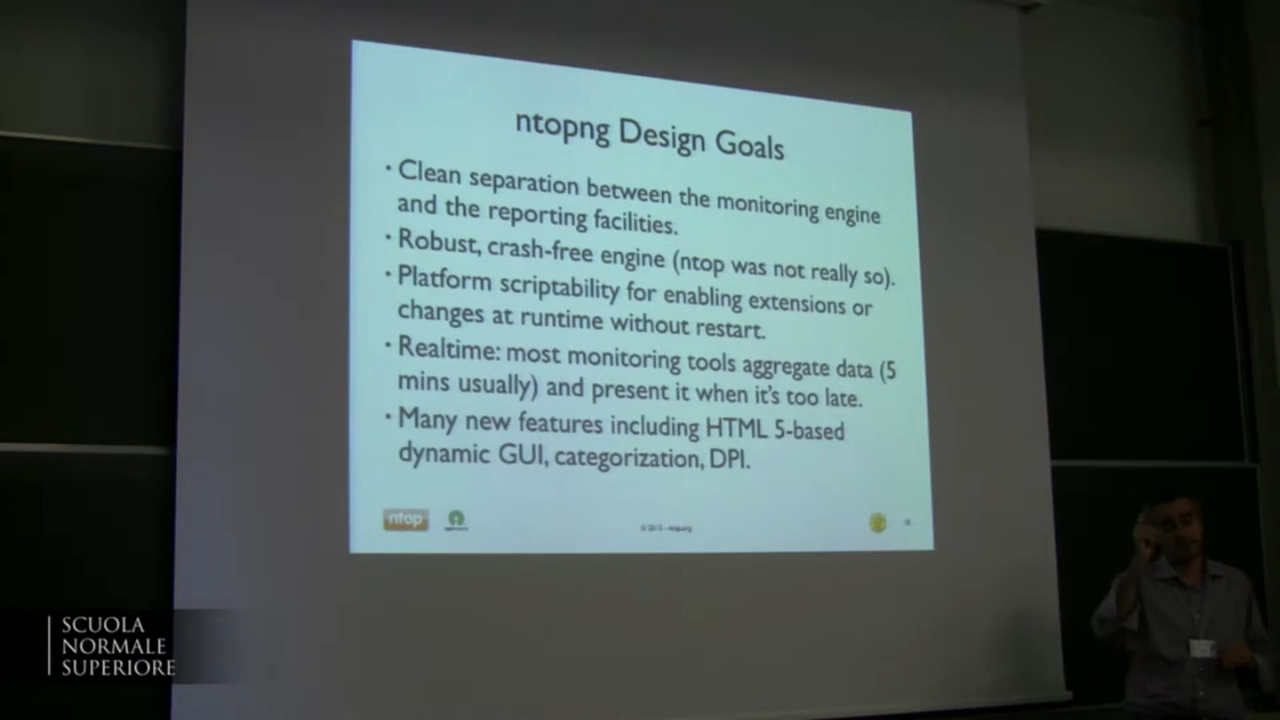 ntopng Design Goals
• Clean separation between the monitoring engine
and the reporting facilities.
• Robust, crash-free engine (ntop was not really so).
• Platform scriptability for enabling extensions or
changes at runtime without restart.
• Realtime: most monitoring tools aggregate data (5
mins usually) and present it when it's too late.
• Many new features including HTML 5-based
dynamic GUI, categorization, DPI.
ntop
SCUOLA
NORMALE
SUPERIORE